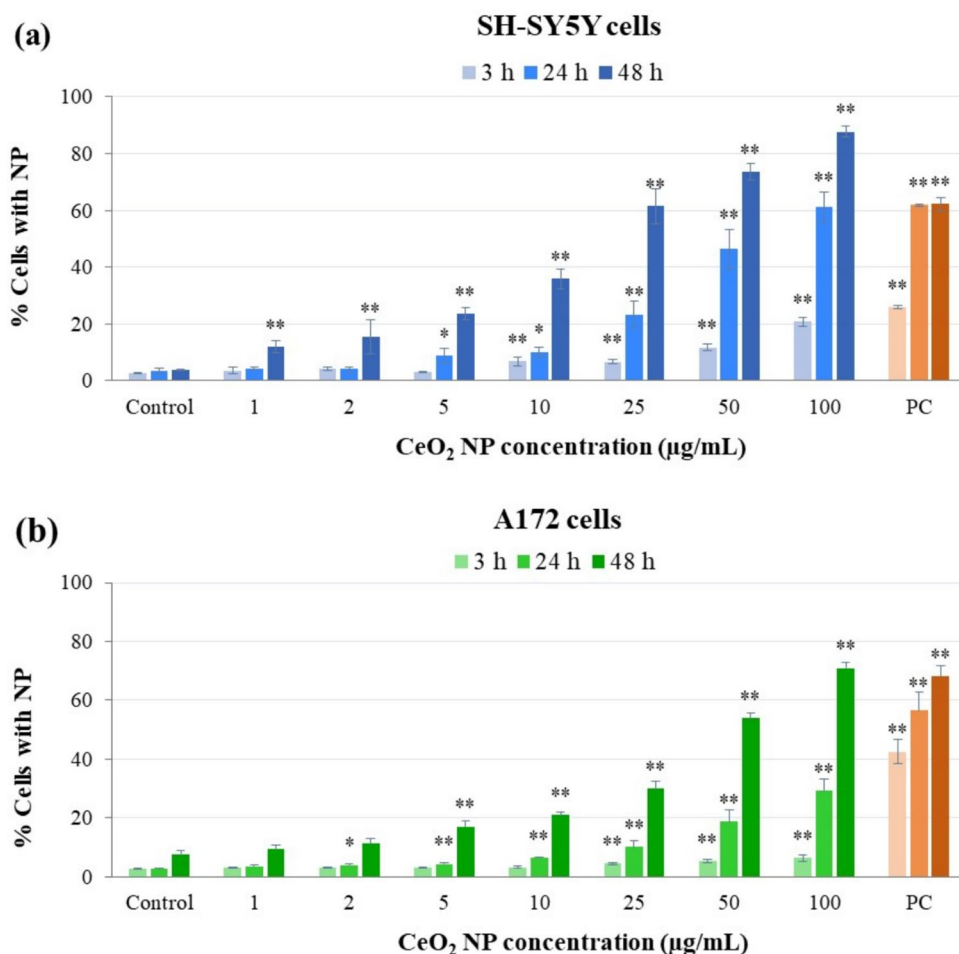 (a)
SH-SY5Y cells
3 h 24 h 48 h
% Cells with NP
100
80
60
40
20
0
** ** ** * ** ** * ** ** ** ** ** ** ** ** ** ** ** ** **
Control 1 2 5 10 25 50 100 PC
CeO₂ NP concentration (µg/mL)
(b)
A172 cells
3 h 24 h 48 h
% Cells with NP
100
80
60
40
20
0
* ** ** ** ** ** ** ** ** ** ** ** ** ** ** ** ** **
Control 1 2 5 10 25 50 100 PC
CeO₂ NP concentration (µg/mL)